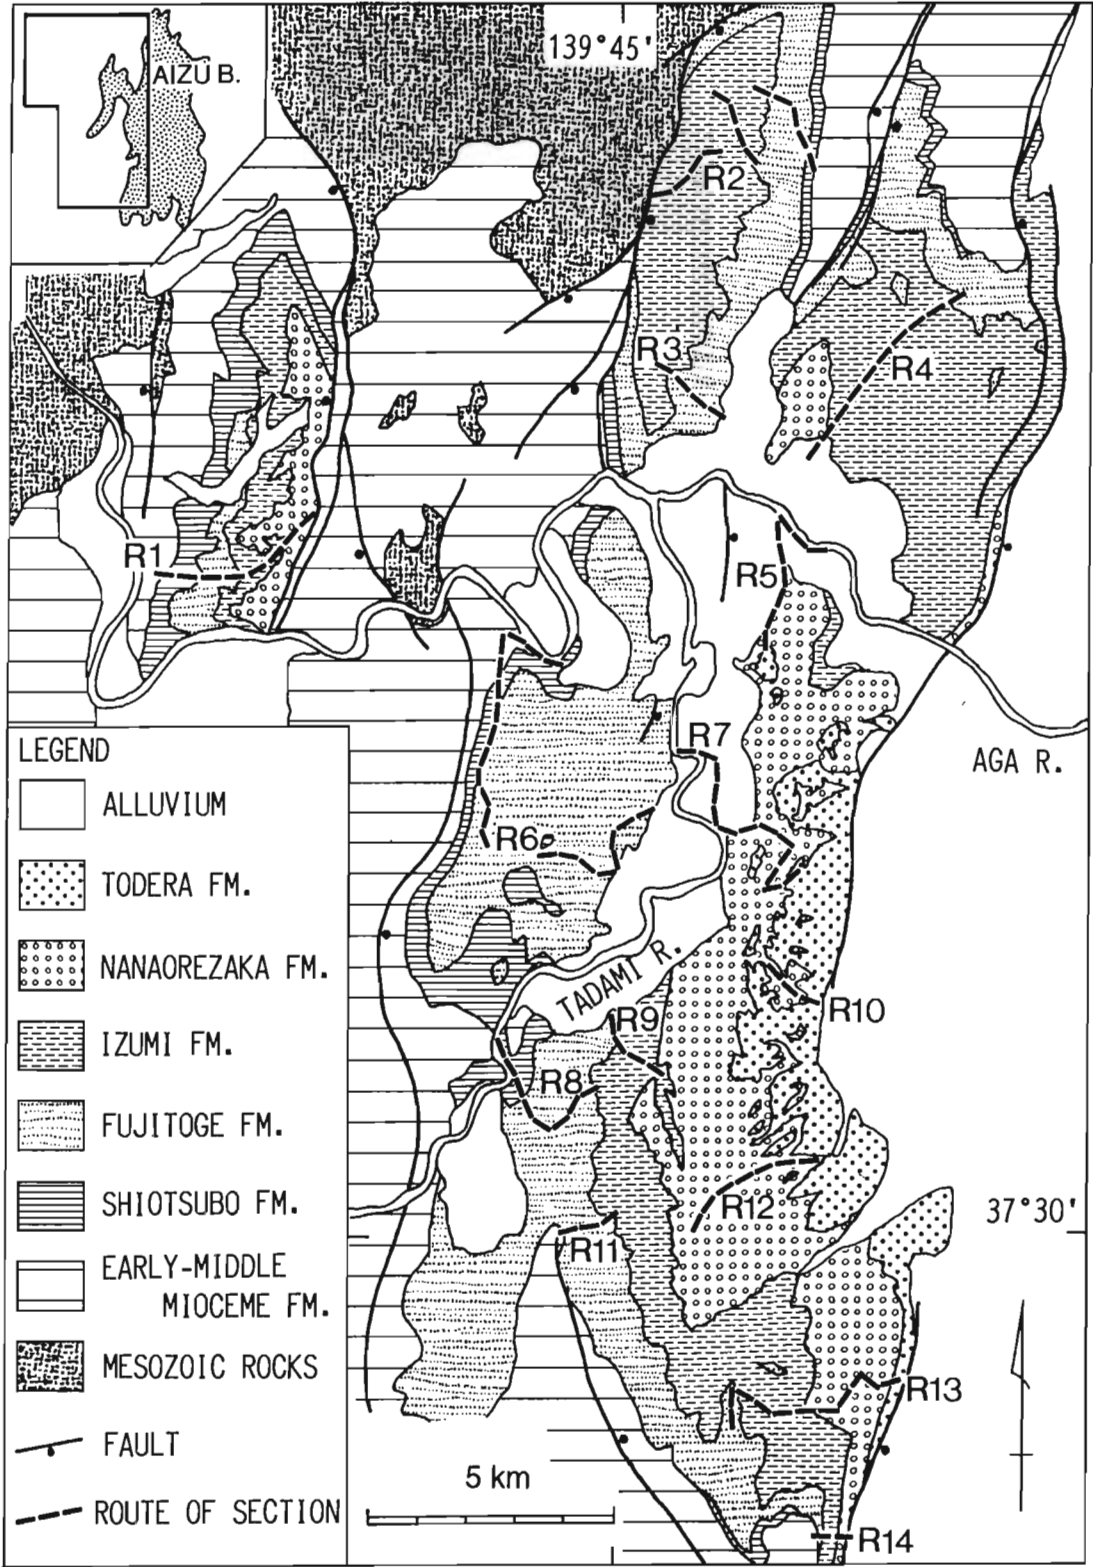 139°45'
AIZU B.
R2
R3
R4
R1
R5
R7
AGA R.
R6
TADAMI R.
R10
R9
R8
R12
37°30'
R11
R13
5 km
R14
LEGEND
ALLUVIUM
TODERA FM.
NANAOREZAKA FM.
IZUMI FM.
FUJITOGE FM.
SHIOTSUBO FM.
EARLY-MIDDLE
MIOCEME FM.
MESOZOIC ROCKS
FAULT
ROUTE OF SECTION